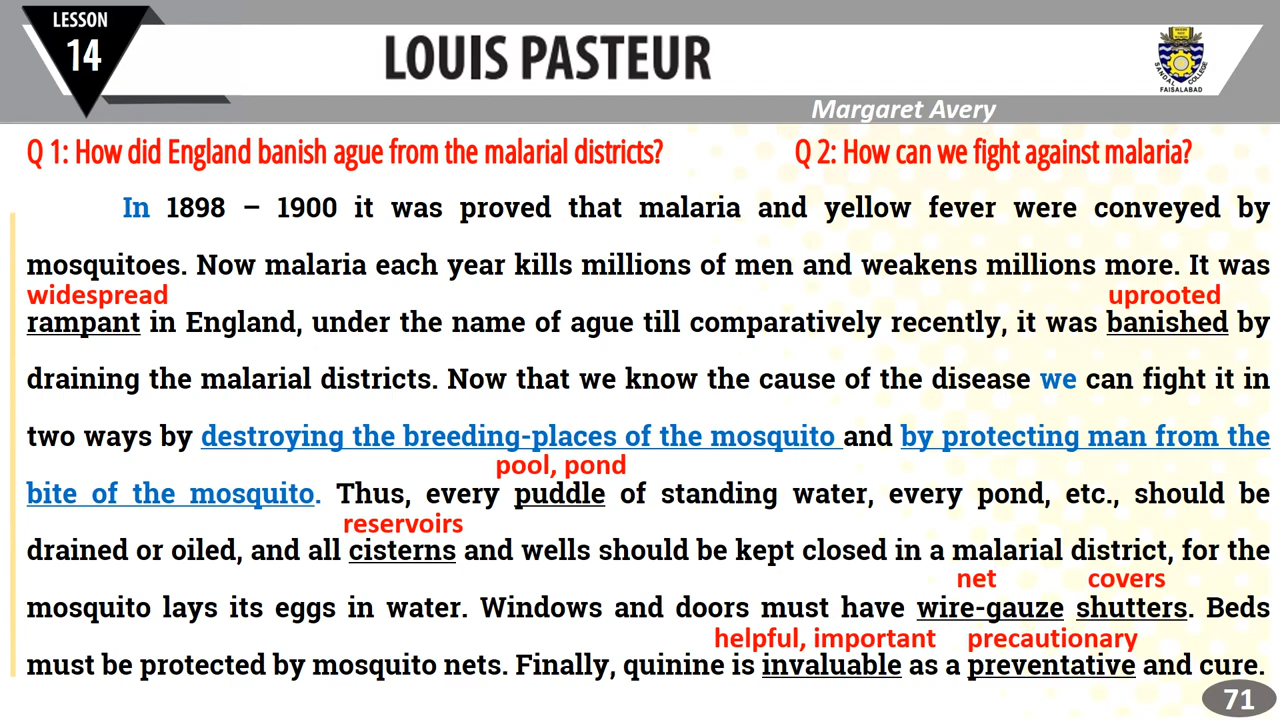 LESSON
14
LOUIS PASTEUR
SANDAL COLLEGE
FAISALABAD
Margaret Avery
Q 1: How did England banish ague from the malarial districts?
Q 2: How can we fight against malaria?
In 1898 – 1900 it was proved that malaria and yellow fever were conveyed by
mosquitoes. Now malaria each year kills millions of men and weakens millions more. It was
widespread
uprooted
rampant in England, under the name of ague till comparatively recently, it was banished by
draining the malarial districts. Now that we know the cause of the disease we can fight it in
two ways by destroying the breeding-places of the mosquito and by protecting man from the
pool, pond
bite of the mosquito. Thus, every puddle of standing water, every pond, etc., should be
reservoirs
drained or oiled, and all cisterns and wells should be kept closed in a malarial district, for the
net
covers
mosquito lays its eggs in water. Windows and doors must have wire-gauze shutters. Beds
helpful, important
precautionary
must be protected by mosquito nets. Finally, quinine is invaluable as a preventative and cure.
71